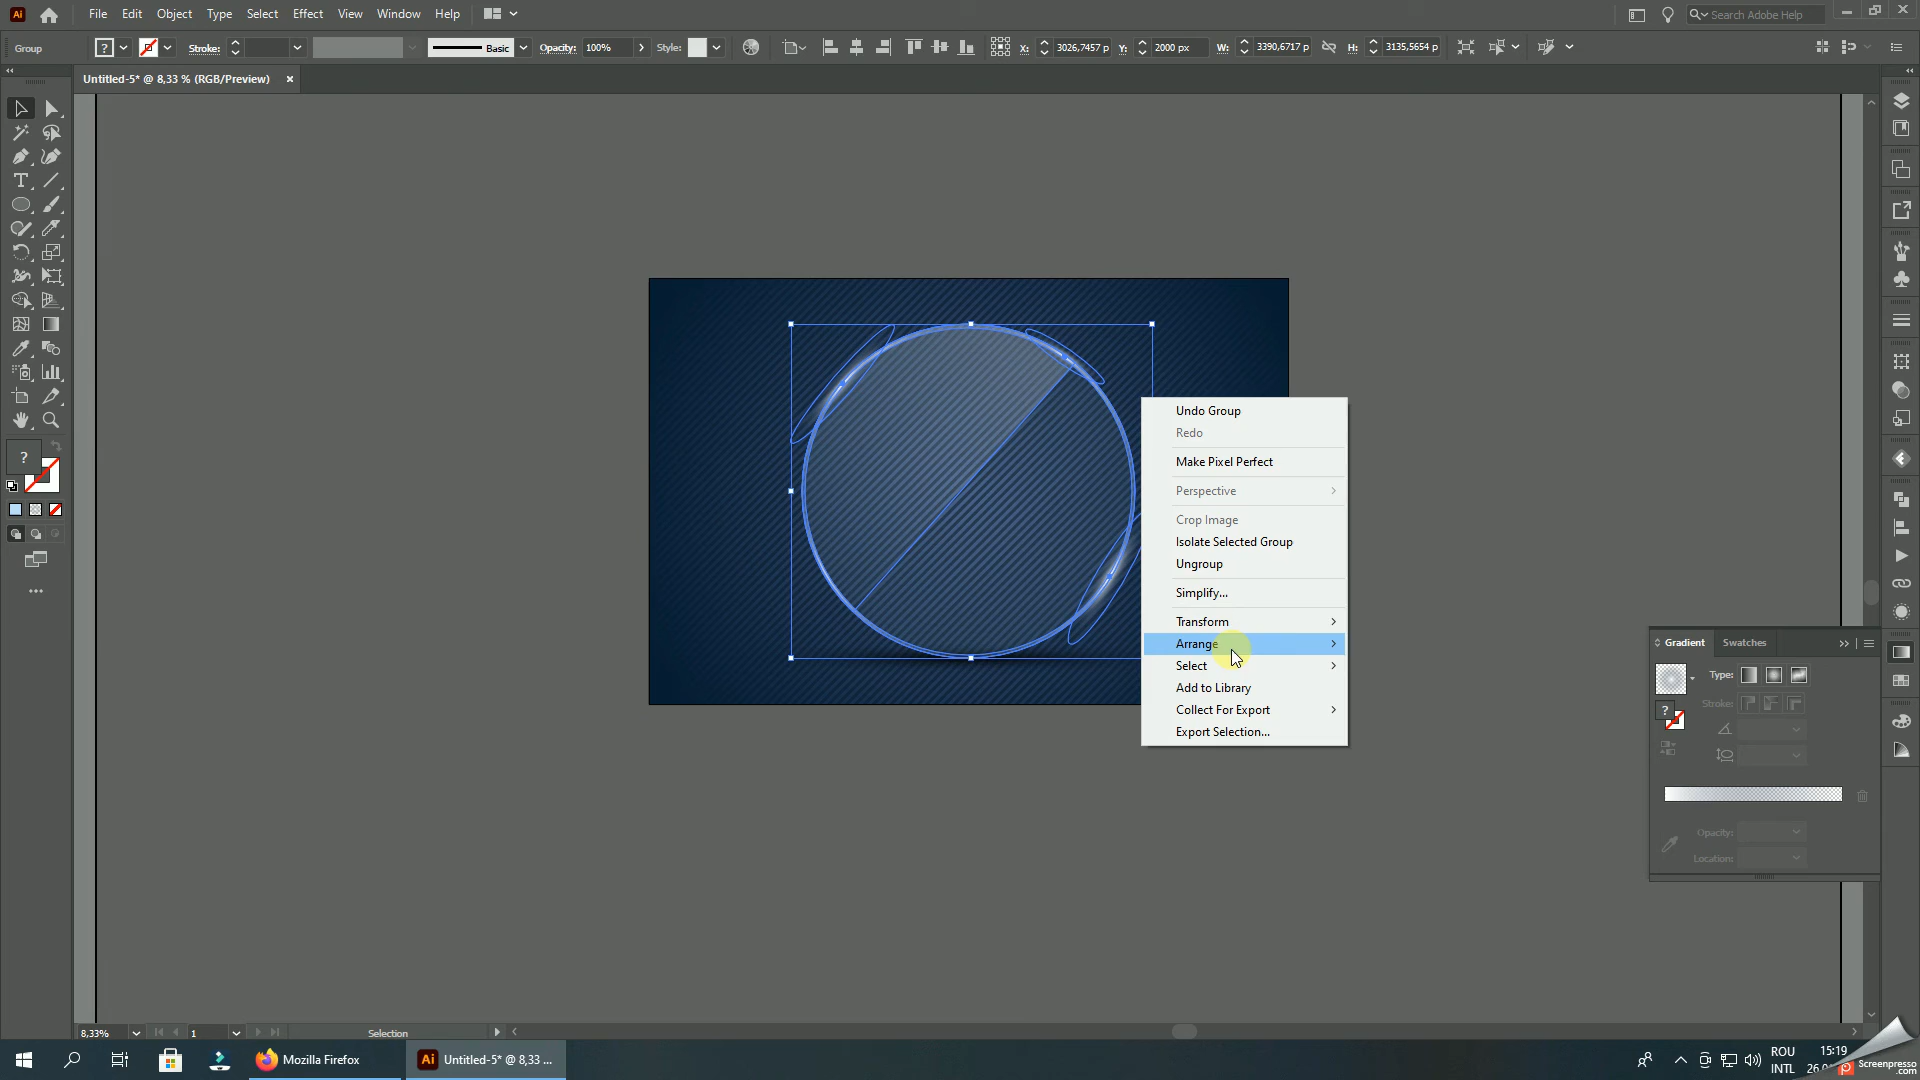 Ai File Edit Object Type Select Effect View Window Help Search Adobe Help
Group ? Stroke: Basic Opacity: 100% Style: X: 3026,7457 p Y: 2000 px W: 3390,6717 p H: 3135,5654 p
Untitled-5* @ 8,33 % (RGB/Preview) ×
?
Undo Group
Redo
Make Pixel Perfect
Perspective
Crop Image
Isolate Selected Group
Ungroup
Simplify...
Transform
Arrange
Select
Add to Library
Collect For Export
Export Selection...
Gradient Swatches
Type:
Stroke:
?
Opacity:
Location:
8,33% 1 Selection
Mozilla Firefox Ai Untitled-5* @ 8,33 ...
ROU
INTL
15:19
Screenpresso
.com